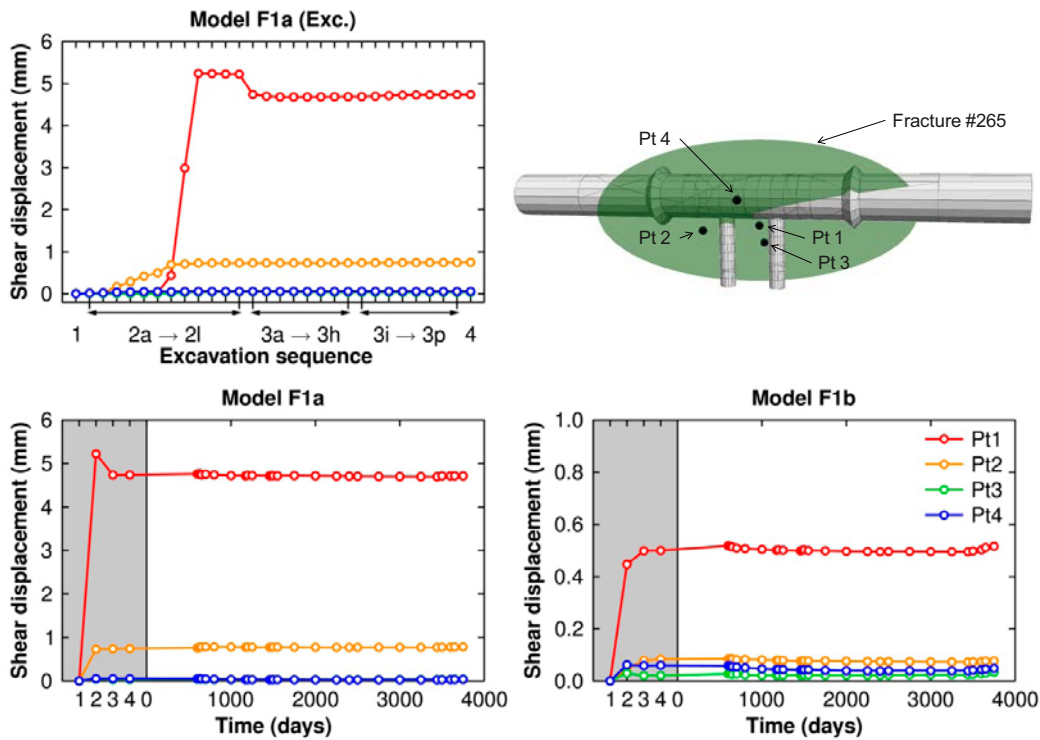 Model F1a (Exc.)
Shear displacement (mm)
6
5
4
3
2
1
0
1
2a → 2l
3a → 3h
3i → 3p
4
Excavation sequence
Fracture #265
Pt 4
Pt 2
Pt 1
Pt 3
Model F1a
Shear displacement (mm)
6
5
4
3
2
1
0
1 2 3 4 0 1000 2000 3000 4000
Time (days)
Model F1b
Shear displacement (mm)
1.0
0.8
0.6
0.4
0.2
0.0
Pt1
Pt2
Pt3
Pt4
1 2 3 4 0 1000 2000 3000 4000
Time (days)